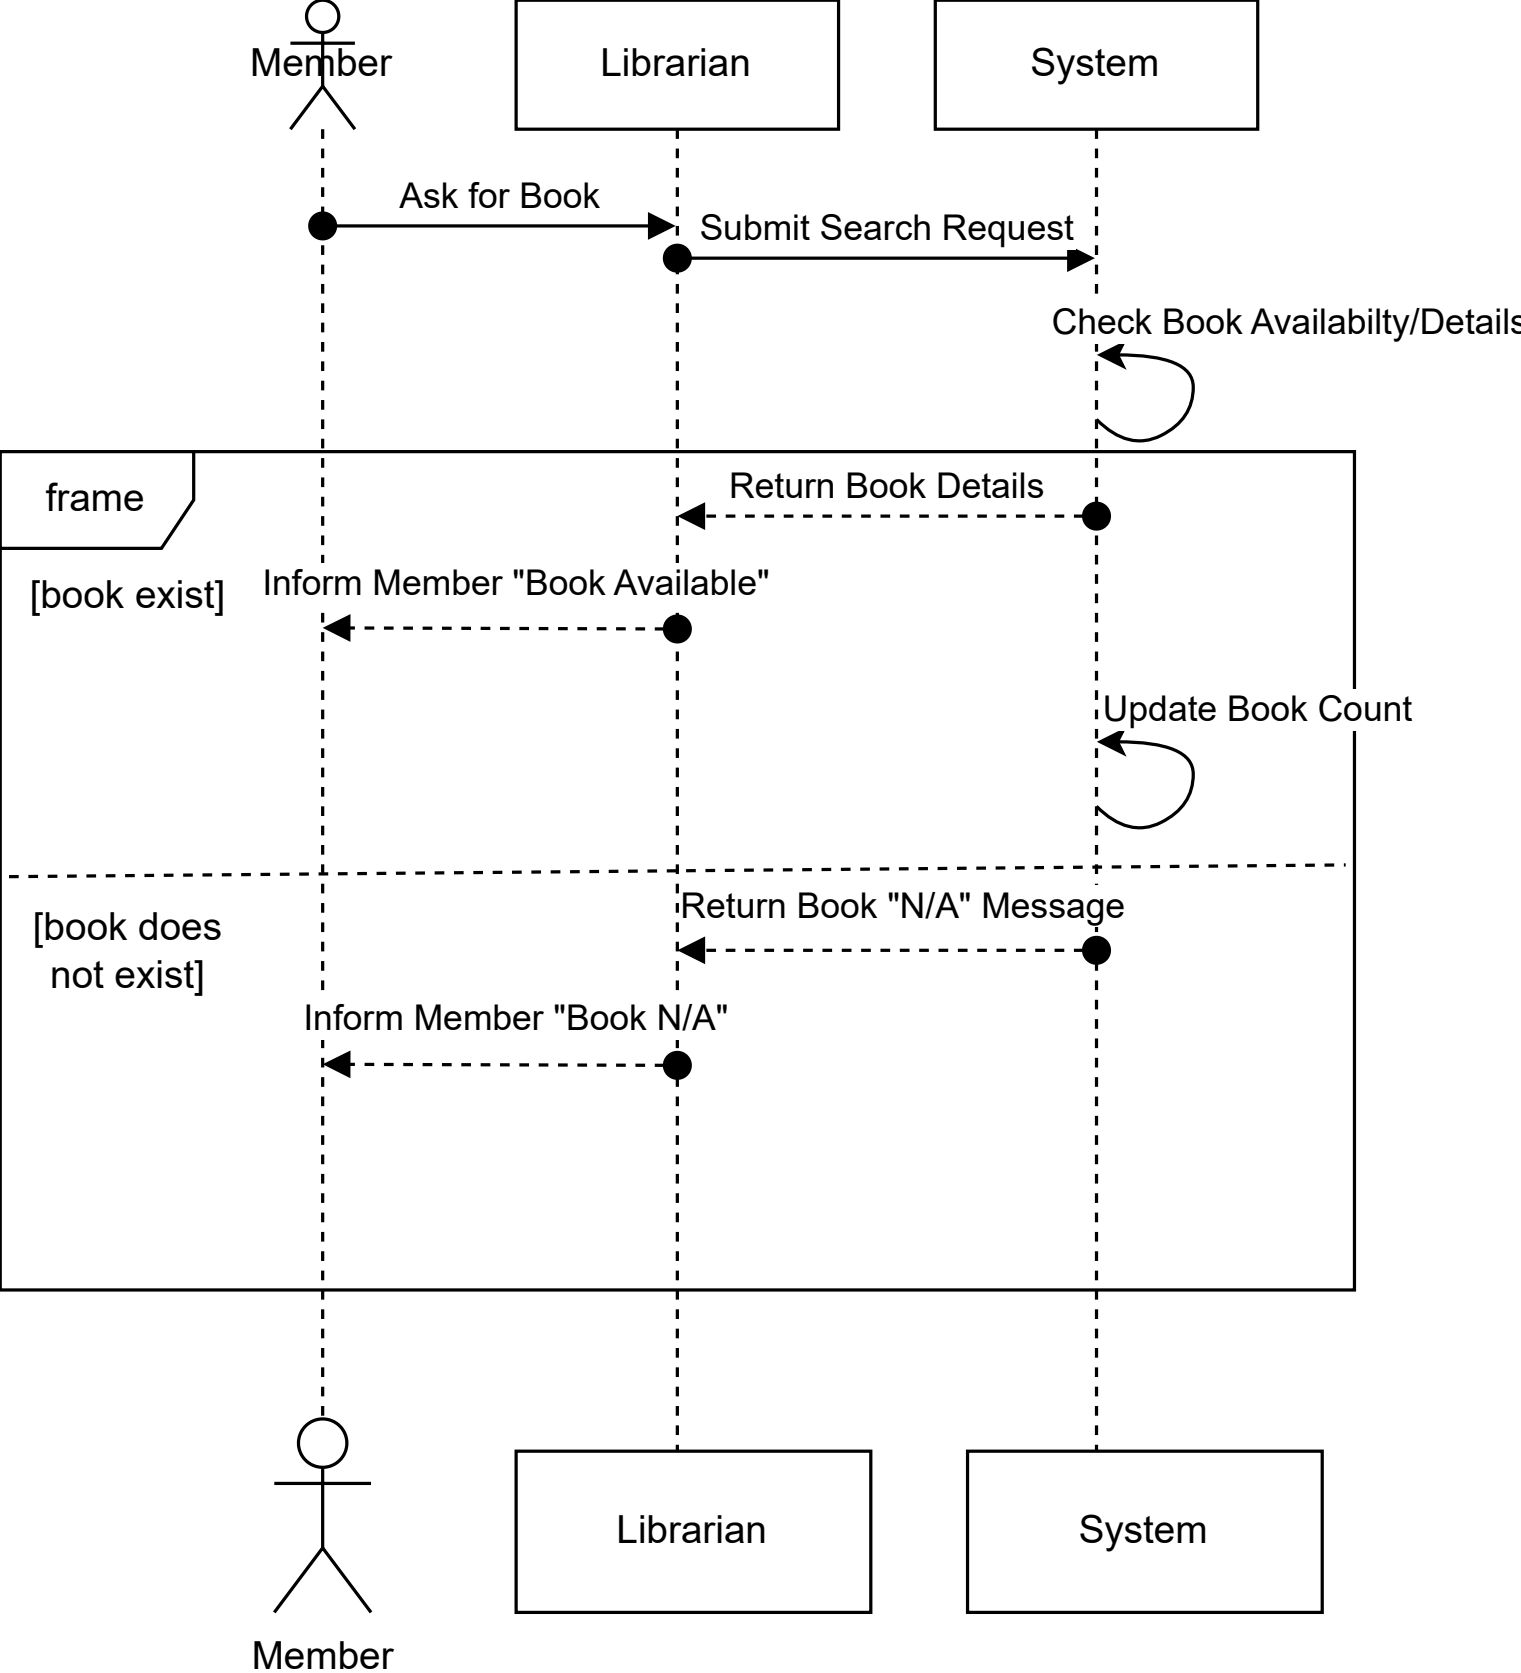 Member
Librarian
System
Ask for Book
Submit Search Request
Check Book Availabilty/Details
frame
Return Book Details
[book exist]
Inform Member "Book Available"
Update Book Count
Return Book "N/A" Message
[book does
not exist]
Inform Member "Book N/A"
Librarian
System
Member